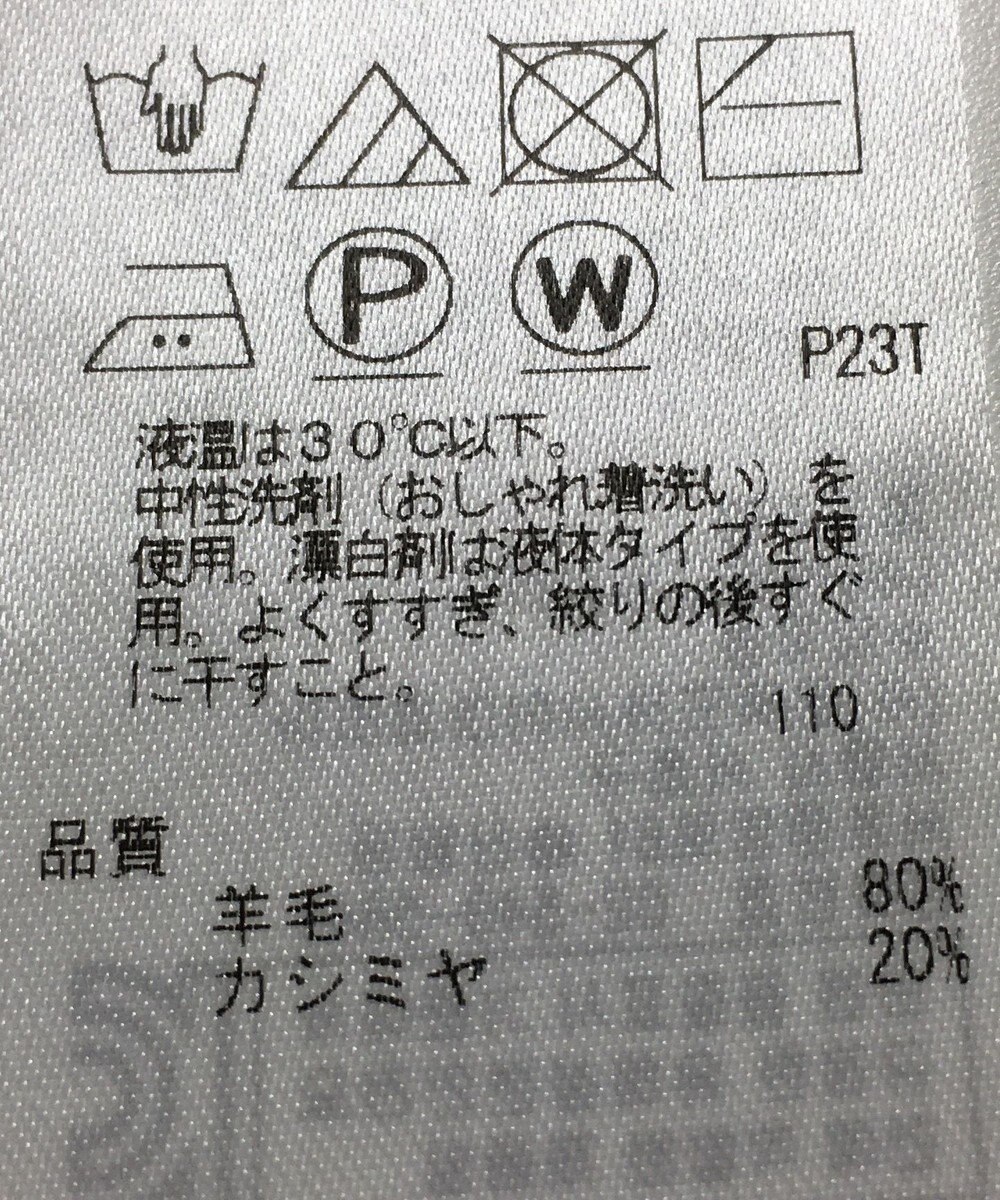 P W
P23T
液温は30℃以下。
中性洗剤(おしゃれ着洗い)を
使用。漂白剤は液体タイプを使
用。よくすすぎ、絞りの後すぐ
に干すこと。
110
品質
羊毛 80%
カシミヤ 20%